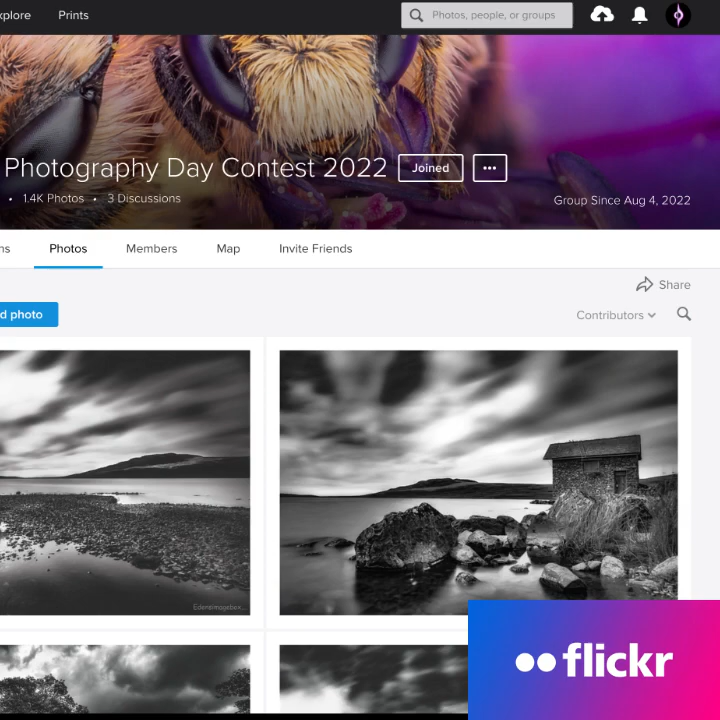 xplore Prints Photos, people, or groups
Photography Day Contest 2022 Joined
• 1.4K Photos • 3 Discussions Group Since Aug 4, 2022
ns Photos Members Map Invite Friends
Share
d photo Contributors
Edensimagebox...
flickr